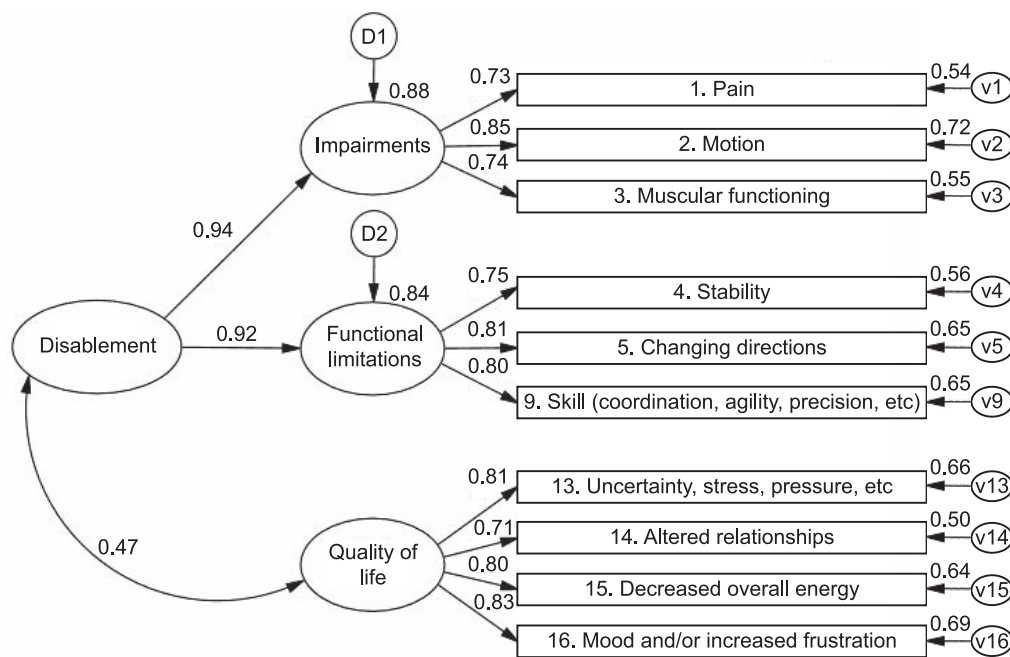 D1
0.88
Impairments
0.73
1. Pain
0.54
v1
0.85
2. Motion
0.72
v2
0.74
3. Muscular functioning
0.55
v3
0.94
D2
0.84
Functional
limitations
0.75
4. Stability
0.56
v4
Disablement
0.92
0.81
5. Changing directions
0.65
v5
0.80
9. Skill (coordination, agility, precision, etc)
0.65
v9
0.47
Quality of
life
0.81
13. Uncertainty, stress, pressure, etc
0.66
v13
0.71
14. Altered relationships
0.50
v14
0.80
15. Decreased overall energy
0.64
v15
0.83
16. Mood and/or increased frustration
0.69
v16